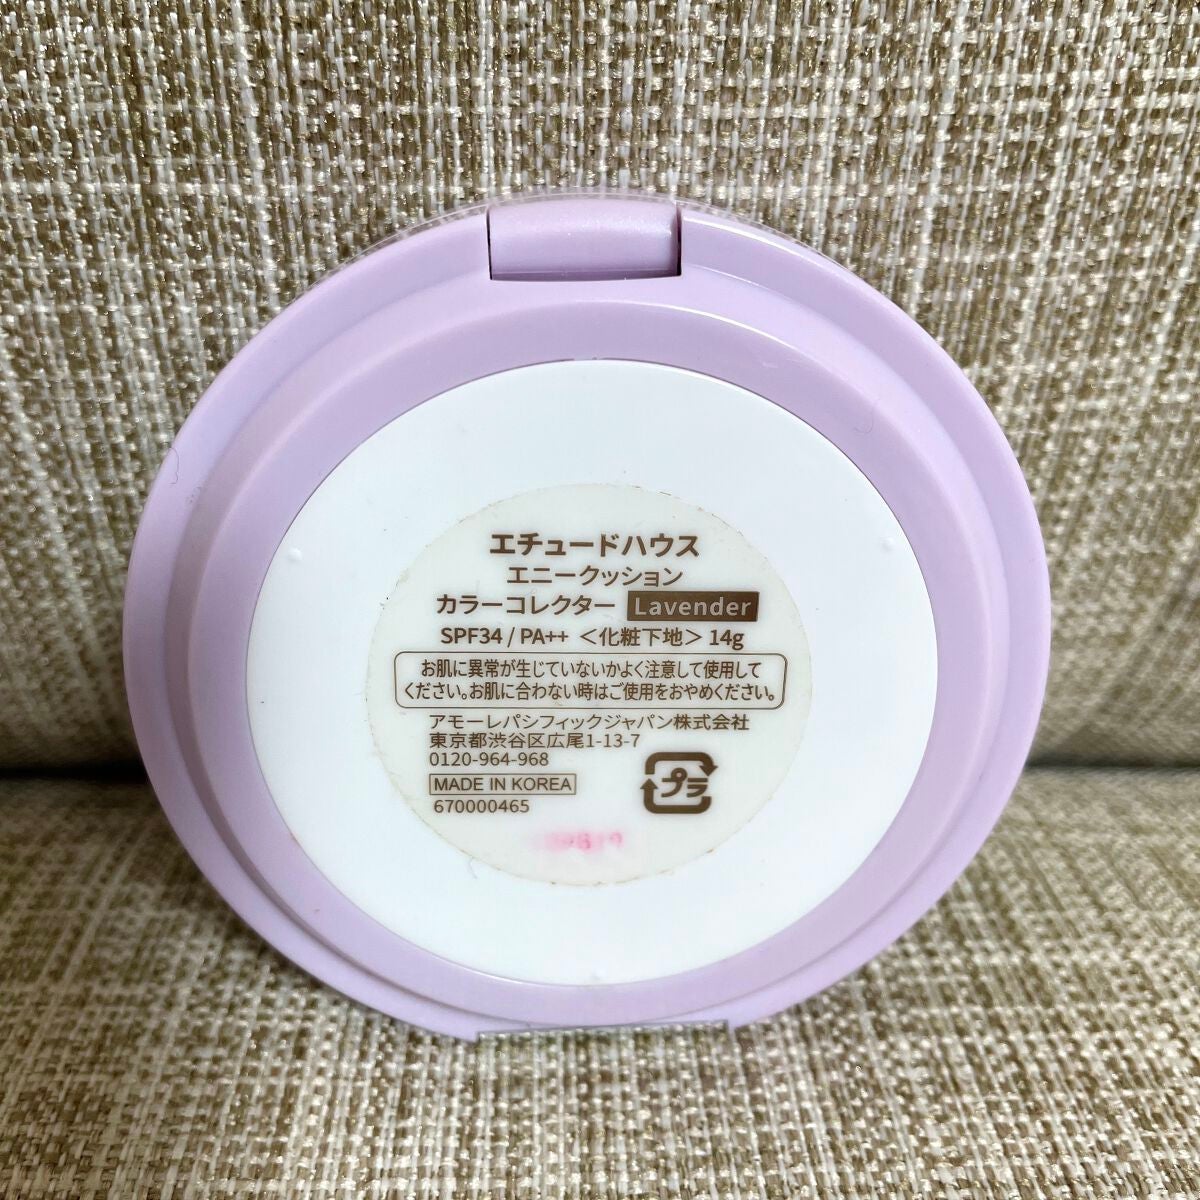 エチュードハウス
エニークッション
カラーコレクター Lavender
SPF34 / PA++ ＜化粧下地＞ 14g
お肌に異常が生じていないかよく注意して使用して
ください。お肌に合わない時はご使用をおやめください。
アモーレパシフィックジャパン株式会社
東京都渋谷区広尾1-13-7
0120-964-968
MADE IN KOREA
670000465
プラ